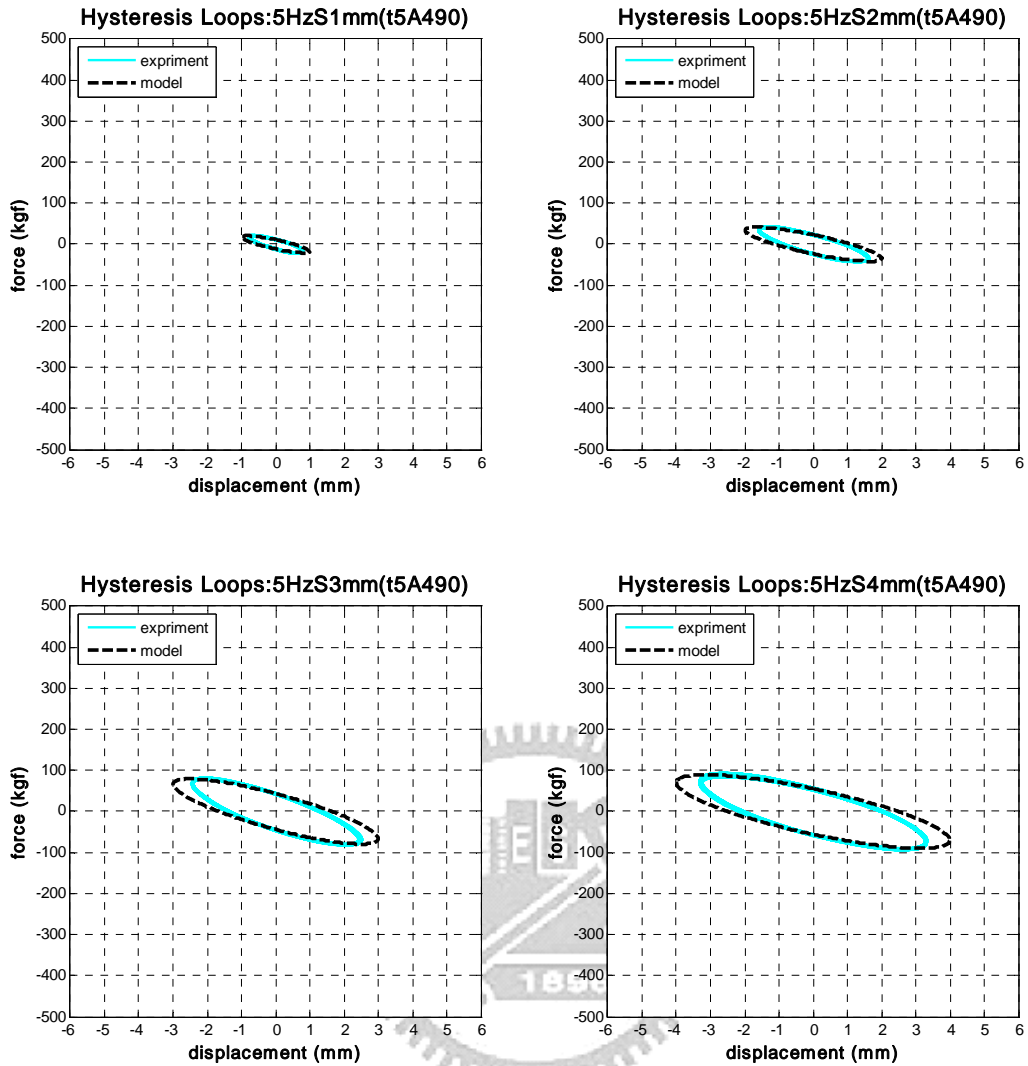 Hysteresis Loops:5HzS1mm(t5A490)
expriment
model
500
400
300
200
100
0
-100
-200
-300
-400
-500
force (kgf)
-6 -5 -4 -3 -2 -1 0 1 2 3 4 5 6
displacement (mm)
Hysteresis Loops:5HzS2mm(t5A490)
expriment
model
500
400
300
200
100
0
-100
-200
-300
-400
-500
force (kgf)
-6 -5 -4 -3 -2 -1 0 1 2 3 4 5 6
displacement (mm)
Hysteresis Loops:5HzS3mm(t5A490)
expriment
model
500
400
300
200
100
0
-100
-200
-300
-400
-500
force (kgf)
-6 -5 -4 -3 -2 -1 0 1 2 3 4 5 6
displacement (mm)
Hysteresis Loops:5HzS4mm(t5A490)
expriment
model
500
400
300
200
100
0
-100
-200
-300
-400
-500
force (kgf)
-6 -5 -4 -3 -2 -1 0 1 2 3 4 5 6
displacement (mm)